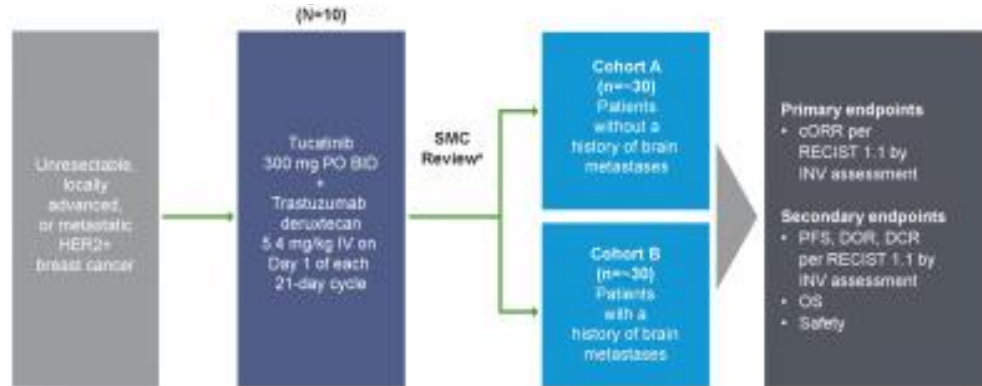 (N=10)
Unresectable,
locally
advanced,
or metastatic
HER2+
breast cancer
Tucatinib
300 mg PO BID
+
Trastuzumab
deruxtecan
5.4 mg/kg IV on
Day 1 of each
21-day cycle
SMC
Review*
Cohort A
(n=~30)
Patients
without a
history of brain
metastases
Cohort B
(n=~30)
Patients
with a
history of brain
metastases
Primary endpoints
• cORR per
RECIST 1.1 by
INV assessment
Secondary endpoints
• PFS, DOR, DCR
per RECIST 1.1 by
INV assessment
• OS
• Safety